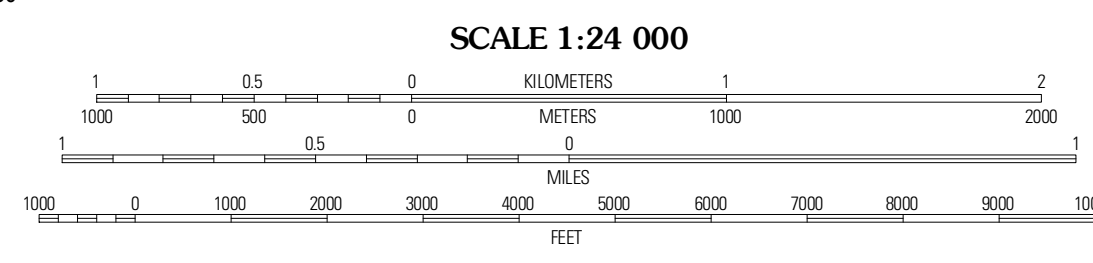 SCALE 1:24 000
1 0.5 0 KILOMETERS 1 2
1000 500 0 METERS 1000 2000
1 0.5 0 1
MILES
1000 0 1000 2000 3000 4000 5000 6000 7000 8000 9000
FEET